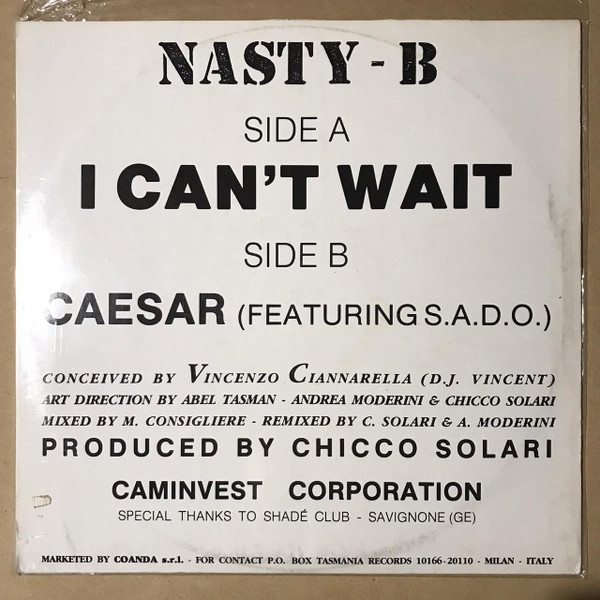 NASTY-B
SIDE A
I CAN'T WAIT
SIDE B
CAESAR (FEATURING S.A.D.O.)
CONCEIVED BY VINCENZO CIANNARELLA (D.J. VINCENT)
ART DIRECTION BY ABEL TASMAN - ANDREA MODERINI & CHICCO SOLARI
MIXED BY M. CONSIGLIERE - REMIXED BY C. SOLARI & A. MODERINI
PRODUCED BY CHICCO SOLARI
CAMINVEST CORPORATION
SPECIAL THANKS TO SHADÉ CLUB - SAVIGNONE (GE)
MARKETED BY COANDA s.r.l. - FOR CONTACT P.O. BOX TASMANIA RECORDS 10166-20110 - MILAN - ITALY